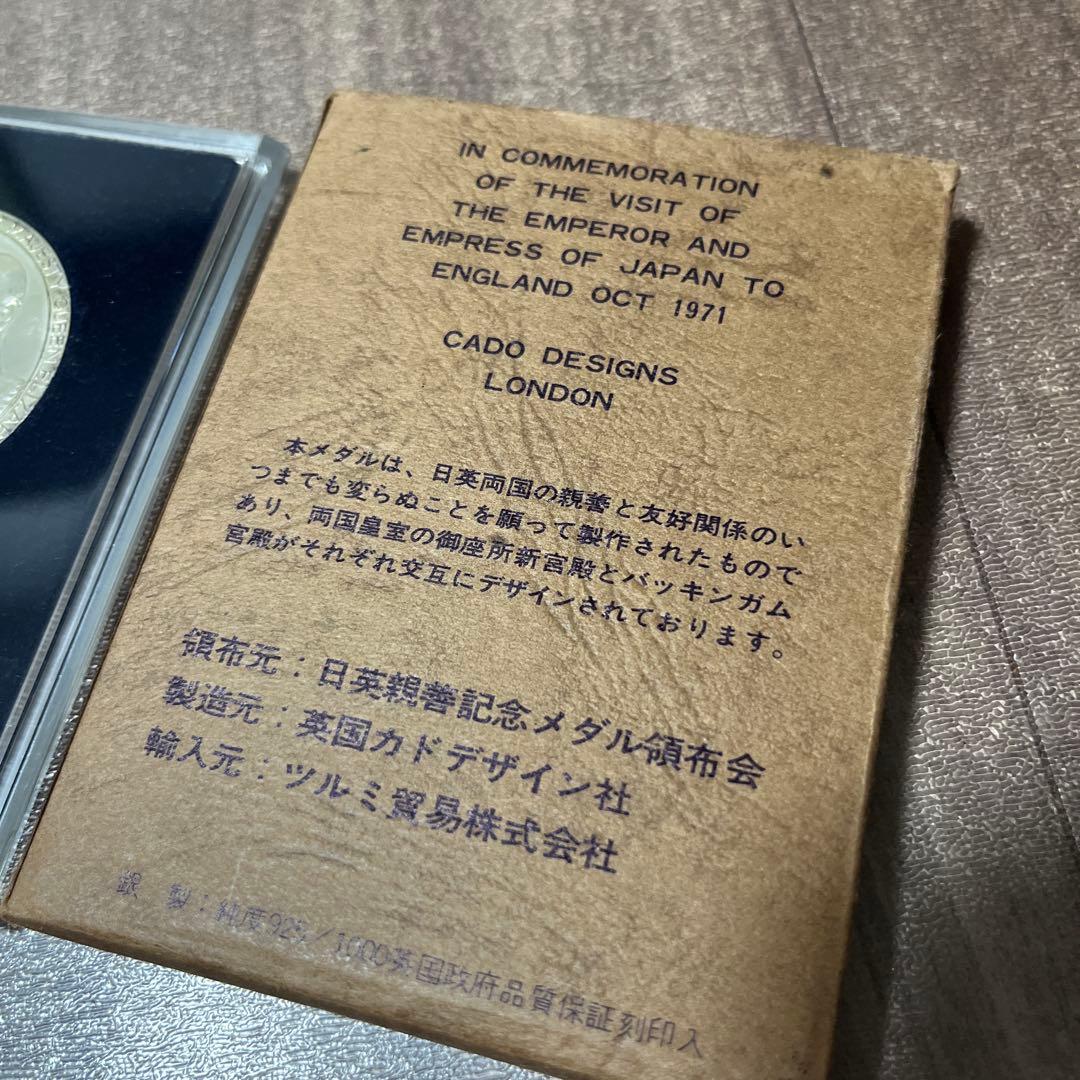 MAJESTY QUEEN ELIZA
IN COMMEMORATION
OF THE VISIT OF
THE EMPEROR AND
EMPRESS OF JAPAN TO
ENGLAND OCT 1971
CADO DESIGNS
LONDON
本メダルは、日英両国の親善と友好関係のい
つまでも変らぬことを願って製作されたもので
あり、両国皇室の御座所新宮殿とバッキンガム
宮殿がそれぞれ交互にデザインされております。
領布元：日英親善記念メダル領布会
製造元：英国カドデザイン社
輸入元：ツルミ貿易株式会社
銀 製：純度925/1000英国政府品質保証刻印入